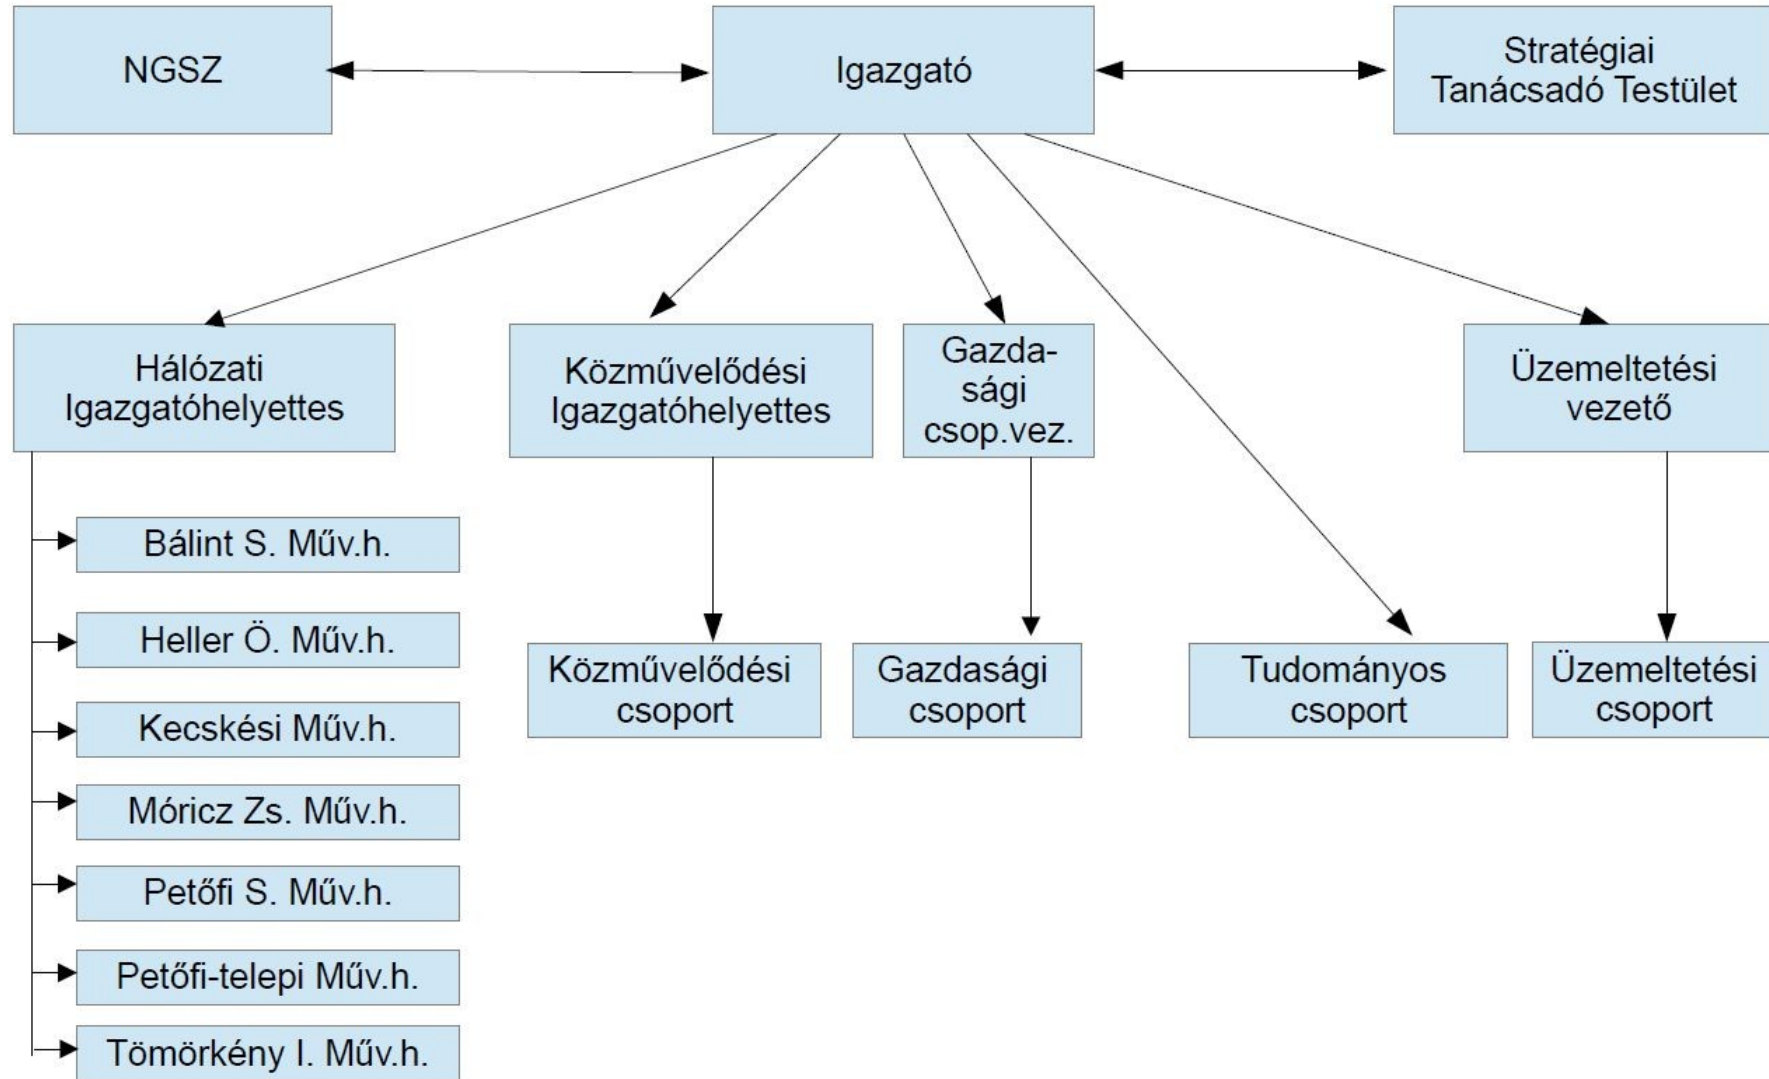 NGSZ
Igazgató
Stratégiai
Tanácsadó Testület
Hálózati
Igazgatóhelyettes
Közművelődési
Igazgatóhelyettes
Gazda-
sági
csop.vez.
Üzemeltetési
vezető
Bálint S. Műv.h.
Heller Ö. Műv.h.
Kecskési Műv.h.
Móricz Zs. Műv.h.
Petőfi S. Műv.h.
Petőfi-telepi Műv.h.
Tömörkény I. Műv.h.
Közművelődési
csoport
Gazdasági
csoport
Tudományos
csoport
Üzemeltetési
csoport